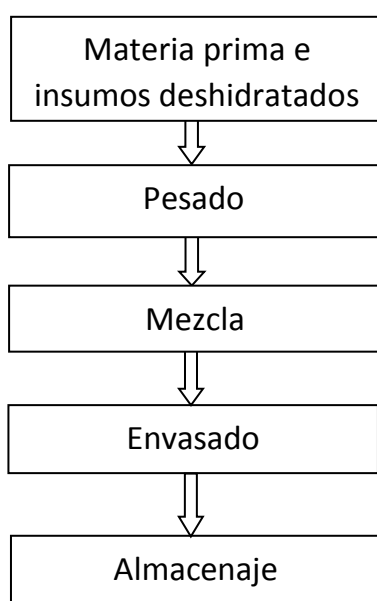 Materia prima e
insumos deshidratados
Pesado
Mezcla
Envasado
Almacenaje